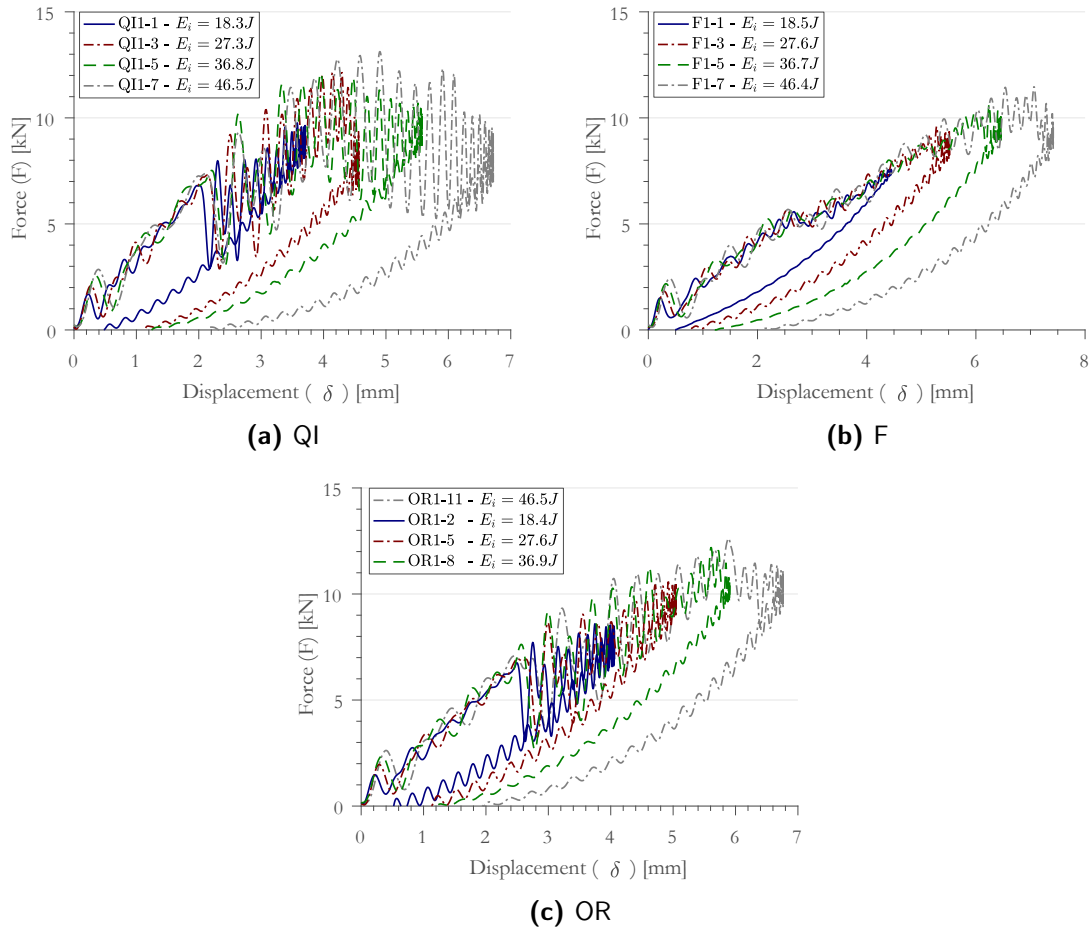 QI1-1 - E_i = 18.3J
QI1-3 - E_i = 27.3J
QI1-5 - E_i = 36.8J
QI1-7 - E_i = 46.5J
15
10
5
0
Force (F) [kN]
0 1 2 3 4 5 6 7
Displacement ( δ ) [mm]
(a) QI
F1-1 - E_i = 18.5J
F1-3 - E_i = 27.6J
F1-5 - E_i = 36.7J
F1-7 - E_i = 46.4J
15
10
5
0
Force (F) [kN]
0 2 4 6 8
Displacement ( δ ) [mm]
(b) F
OR1-11 - E_i = 46.5J
OR1-2 - E_i = 18.4J
OR1-5 - E_i = 27.6J
OR1-8 - E_i = 36.9J
15
10
5
0
Force (F) [kN]
0 1 2 3 4 5 6 7
Displacement ( δ ) [mm]
(c) OR